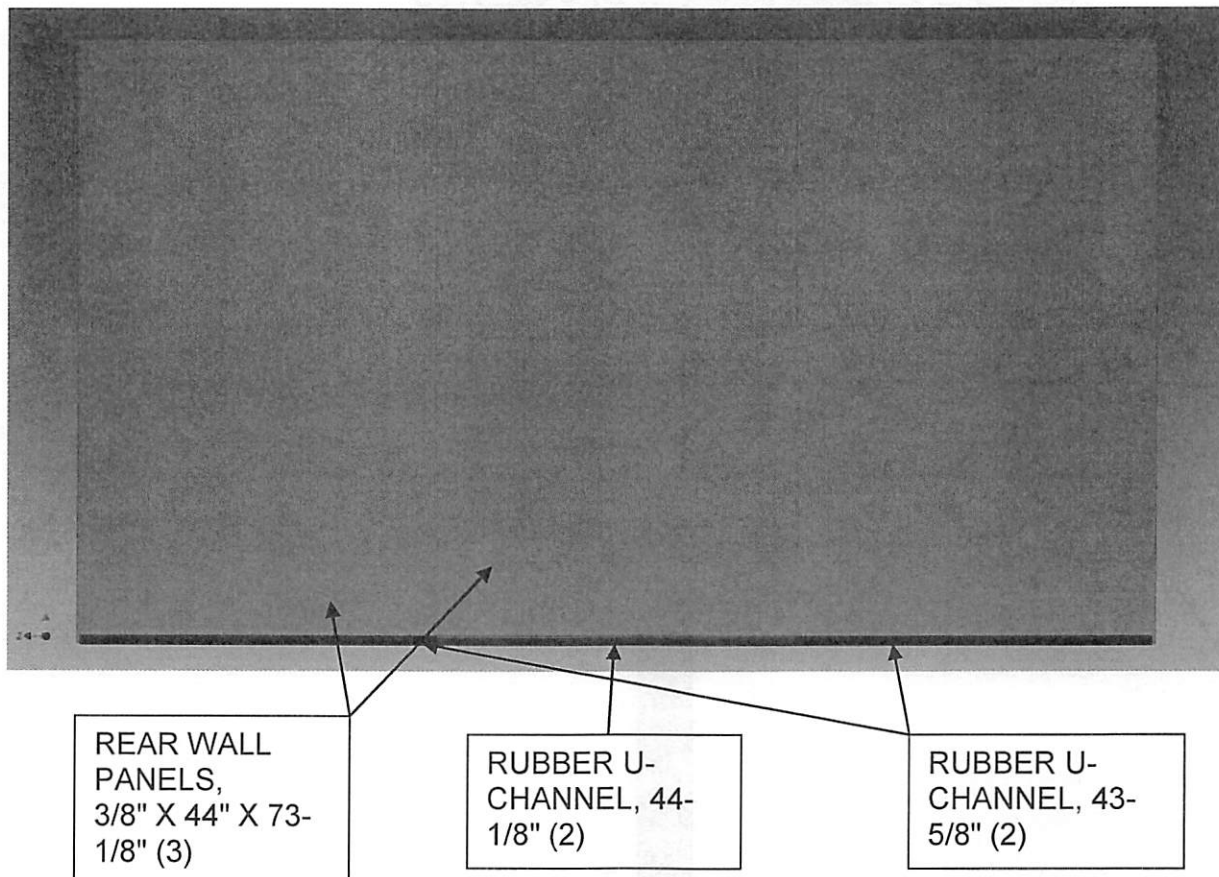 REAR WALL
PANELS,
3/8" X 44" X 73-
1/8" (3)
RUBBER U-
CHANNEL, 44-
1/8" (2)
RUBBER U-
CHANNEL, 43-
5/8" (2)